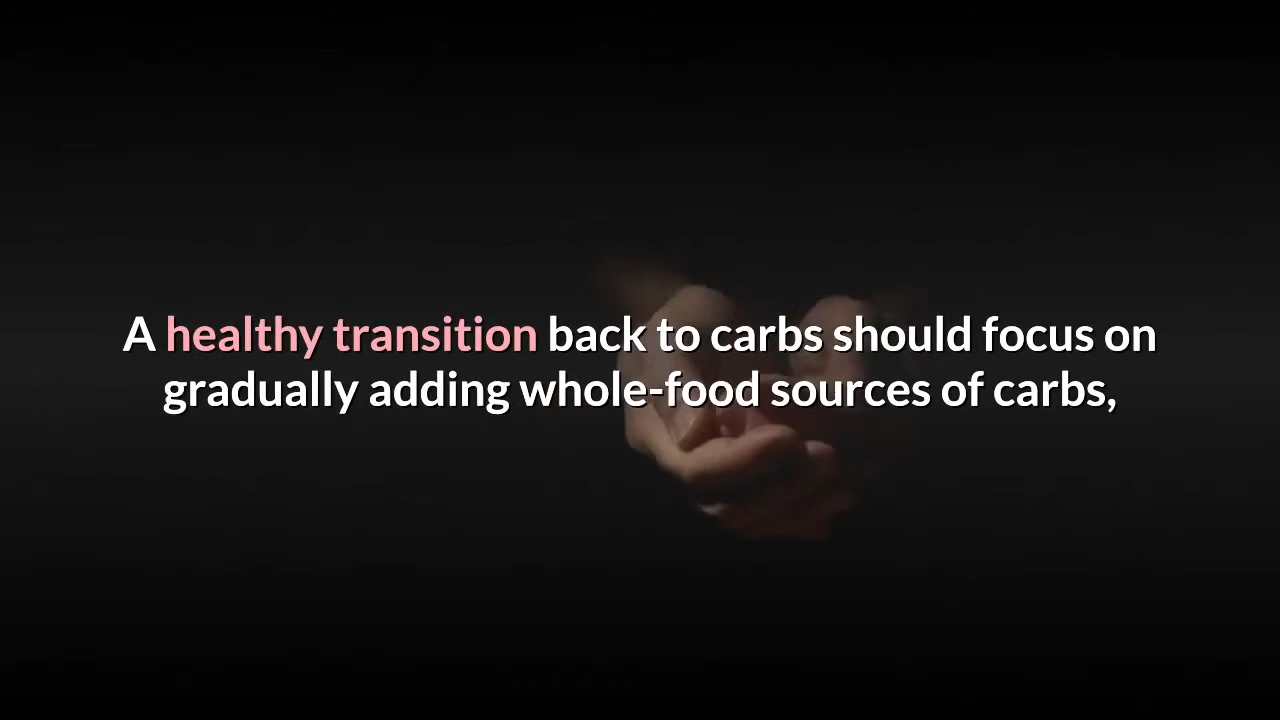 A healthy transition back to carbs should focus on
gradually adding whole-food sources of carbs,